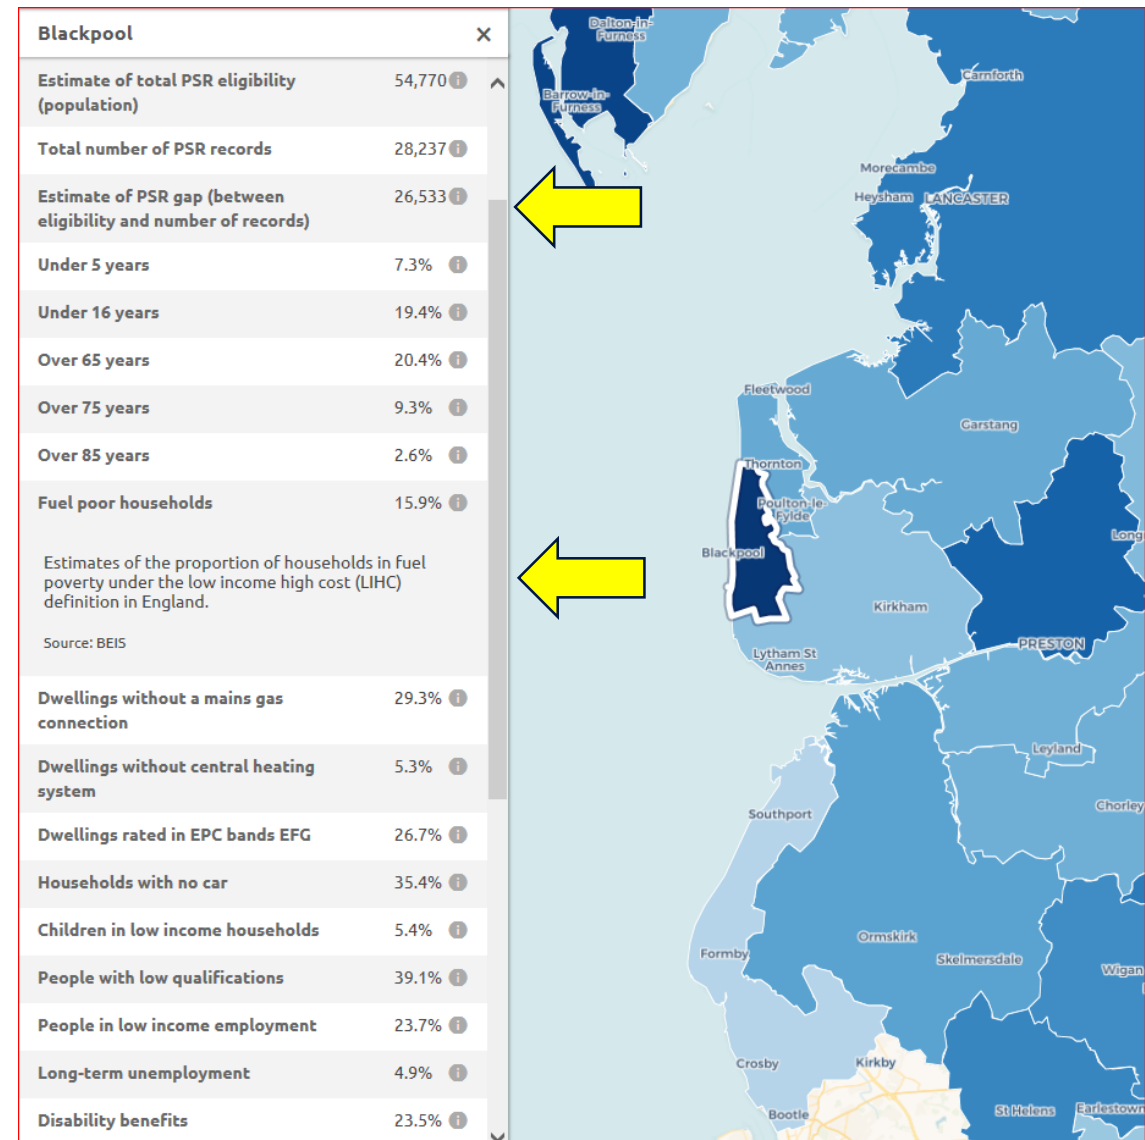 Blackpool ×
Estimate of total PSR eligibility 54,770
(population)
Total number of PSR records 28,237
Estimate of PSR gap (between 26,533
eligibility and number of records)
Under 5 years 7.3%
Under 16 years 19.4%
Over 65 years 20.4%
Over 75 years 9.3%
Over 85 years 2.6%
Fuel poor households 15.9%
Estimates of the proportion of households in fuel
poverty under the low income high cost (LIHC)
definition in England.
Source: BEIS
Dwellings without a mains gas 29.3%
connection
Dwellings without central heating 5.3%
system
Dwellings rated in EPC bands EFG 26.7%
Households with no car 35.4%
Children in low income households 5.4%
People with low qualifications 39.1%
People in low income employment 23.7%
Long-term unemployment 4.9%
Disability benefits 23.5%
Dalton-in-
Furness
Barrow-in-
Furness
Carnforth
Morecambe
Heysham
LANCASTER
Fleetwood
Garstang
Thornton
Poulton-le-
Fylde
Long
Blackpool
Kirkham
PRESTON
Lytham St
Annes
Leyland
Southport
Chorley
Ormskirk
Formby
Skelmersdale
Wigan
Crosby
Kirkby
Bootle
St Helens
Earlestown